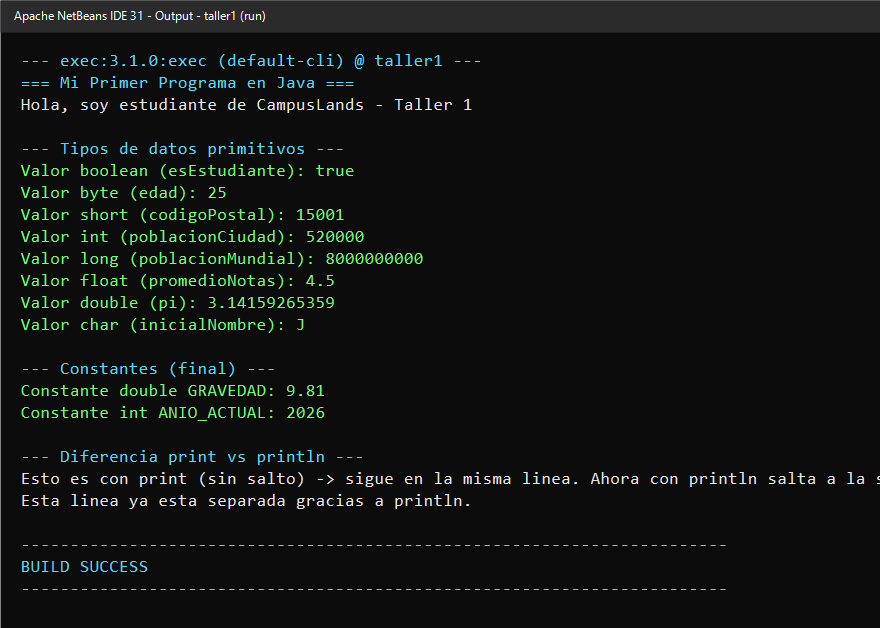 Apache NetBeans IDE 31 - Output - taller1 (run)
--- exec:3.1.0:exec (default-cli) @ taller1 ---
=== Mi Primer Programa en Java ===
Hola, soy estudiante de CampusLands - Taller 1
--- Tipos de datos primitivos ---
Valor boolean (esEstudiante): true
Valor byte (edad): 25
Valor short (codigoPostal): 15001
Valor int (poblacionCiudad): 520000
Valor long (poblacionMundial): 8000000000
Valor float (promedioNotas): 4.5
Valor double (pi): 3.14159265359
Valor char (inicialNombre): J
--- Constantes (final) ---
Constante double GRAVEDAD: 9.81
Constante int ANIO_ACTUAL: 2026
--- Diferencia print vs println ---
Esto es con print (sin salto) -> sigue en la misma linea. Ahora con println salta a la
Esta linea ya esta separada gracias a println.
------------------------------------------------------------------------
BUILD SUCCESS
------------------------------------------------------------------------